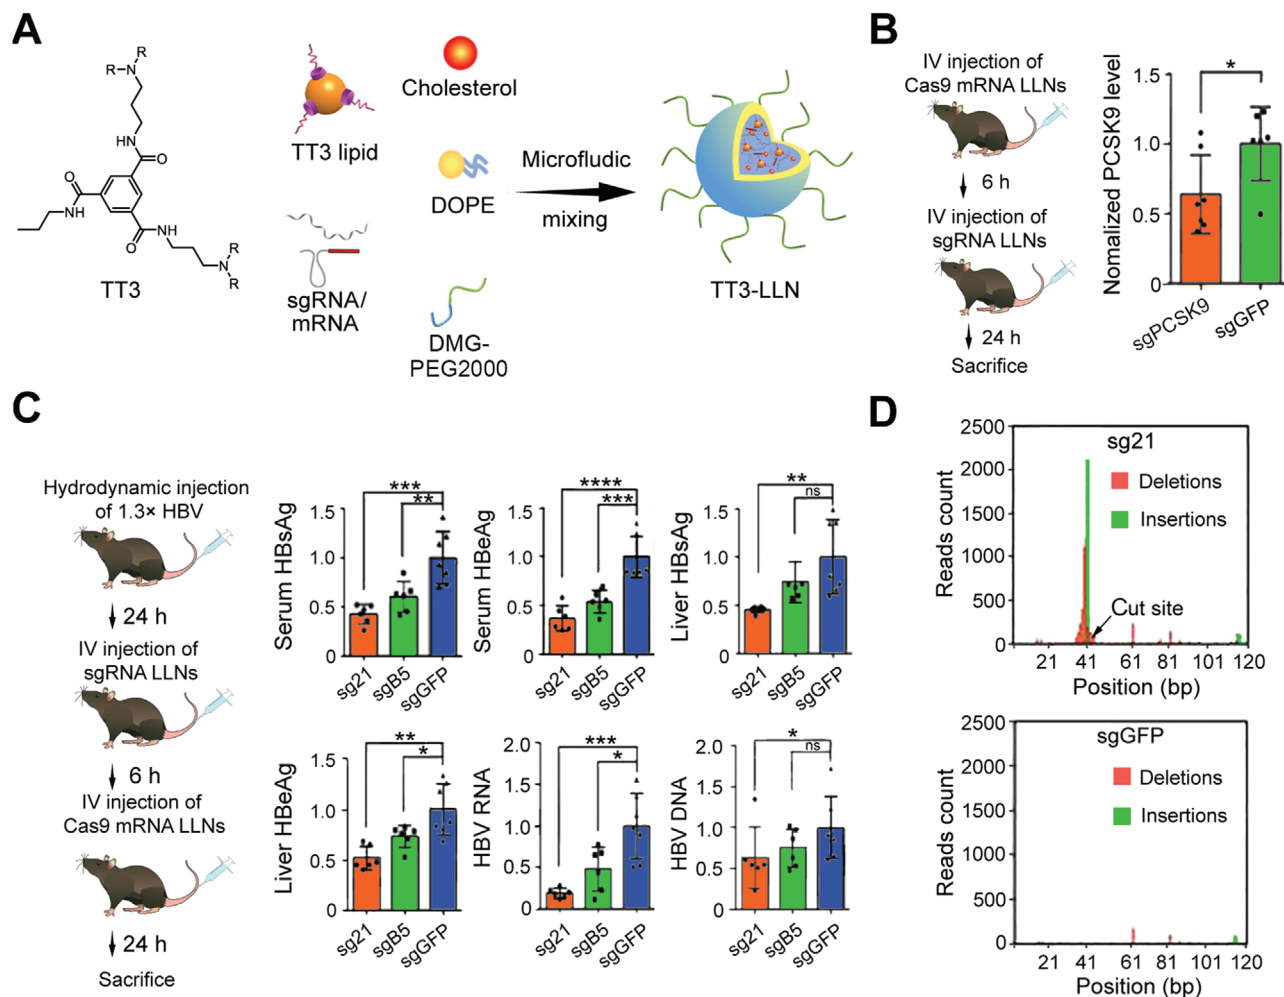 A
R
R
N
HN
O
O
NH
O
NH
N
R
R
TT3
TT3 lipid
Cholesterol
DOPE
sgRNA/
mRNA
DMG-
PEG2000
Microfludic
mixing
TT3-LLN
B
IV injection of
Cas9 mRNA LLNs
6 h
IV injection of
sgRNA LLNs
24 h
Sacrifice
Nomalized PCSK9 level
1.5
1.0
0.5
0
*
sgPCSK9
sgGFP
C
Hydrodynamic injection
of 1.3× HBV
24 h
IV injection of
sgRNA LLNs
6 h
IV injection of
Cas9 mRNA LLNs
24 h
Sacrifice
Serum HBsAg
1.5
1.0
0.5
0
***
**
sg21
sgB5
sgGFP
Serum HBeAg
1.5
1.0
0.5
0
****
***
sg21
sgB5
sgGFP
Liver HBsAg
1.5
1.0
0.5
0
**
ns
sg21
sgB5
sgGFP
Liver HBeAg
1.5
1.0
0.5
0
**
*
sg21
sgB5
sgGFP
HBV RNA
2.0
1.5
1.0
0.5
0
***
*
sg21
sgB5
sgGFP
HBV DNA
2.0
1.5
1.0
0.5
0
*
ns
sg21
sgB5
sgGFP
D
Reads count
2500
2000
1500
1000
500
0
sg21
Deletions
Insertions
Cut site
21 41 61 81 101 120
Position (bp)
Reads count
2500
2000
1500
1000
500
0
sgGFP
Deletions
Insertions
21 41 61 81 101 120
Position (bp)